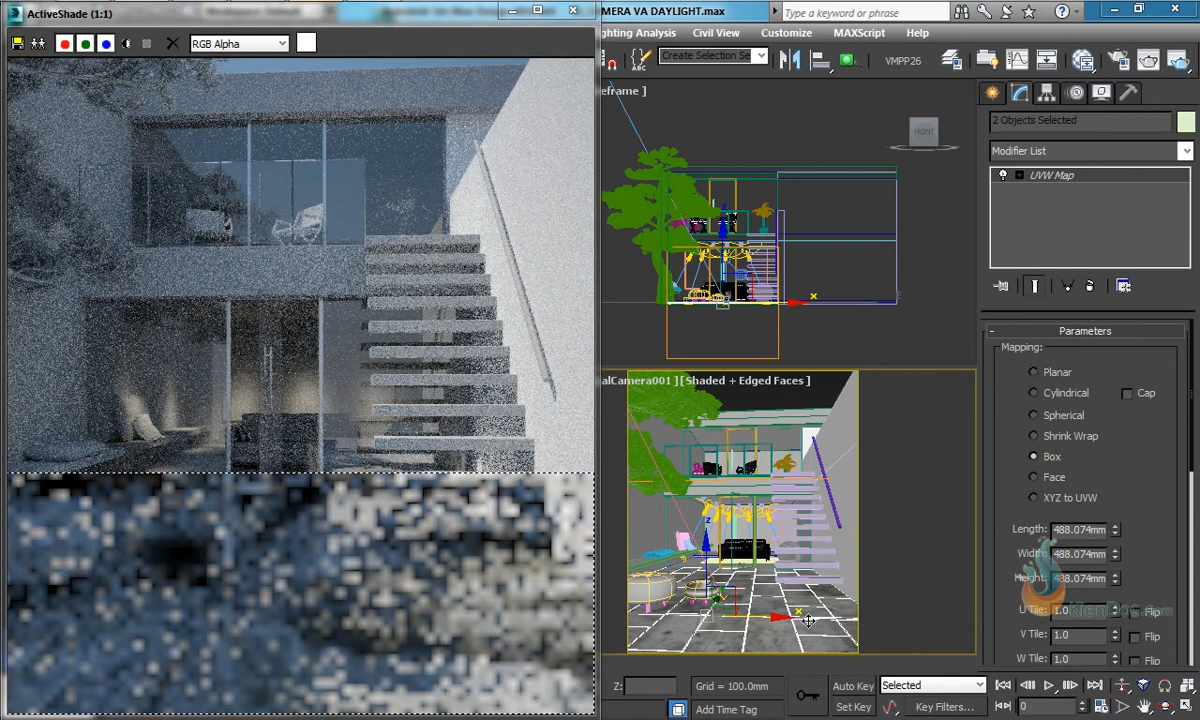 ActiveShade (1:1)
RGB Alpha
MERA VA DAYLIGHT.max
Type a keyword or phrase
ghting Analysis
Civil View
Customize
MAXScript
Help
ABC
Create Selection Se
VMPP26
eframe ]
FRONT
x
alCamera001 ] [Shaded + Edged Faces ]
z
x
2 Objects Selected
Modifier List
UVW Map
Parameters
Mapping:
Planar
Cylindrical
Cap
Spherical
Shrink Wrap
Box
Face
XYZ to UVW
Length: 488.074mm
Width: 488.074mm
Height: 488.074mm
U Tile: 1.0
Flip
V Tile: 1.0
Flip
W Tile: 1.0
Flip
Z:
Grid = 100.0mm
Add Time Tag
Auto Key
Selected
Set Key
Key Filters...
0